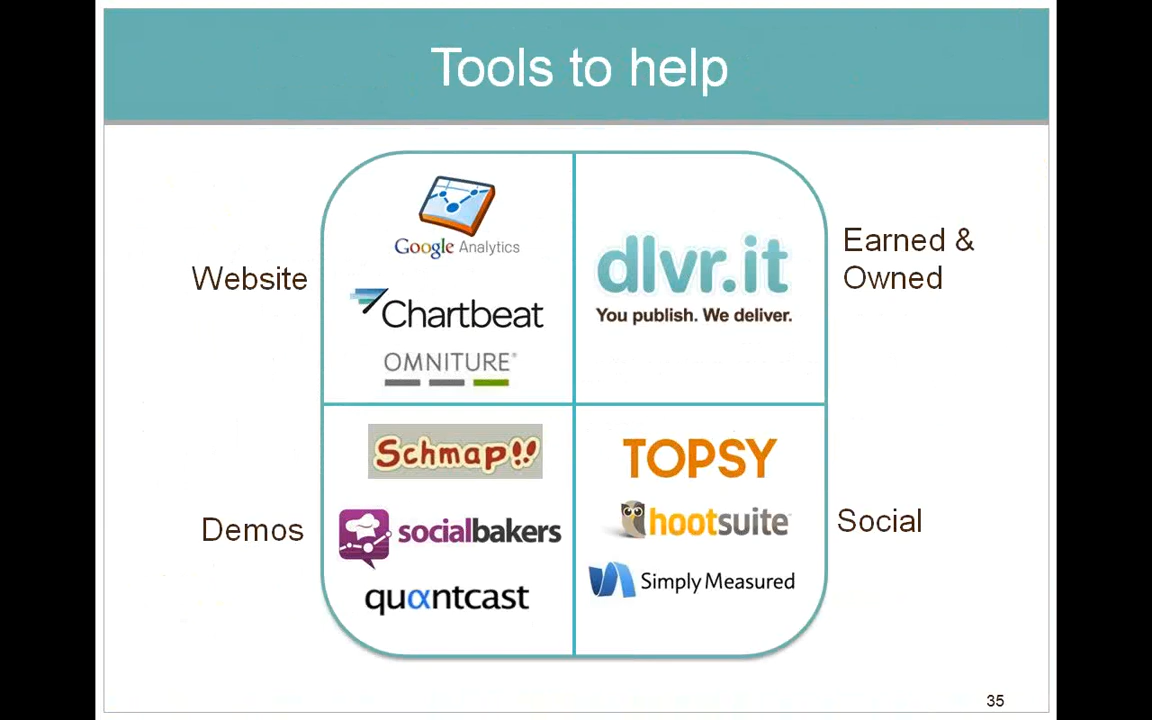 Tools to help
Website
Google Analytics
Chartbeat
OMNITURE®
dlvr.it
You publish. We deliver.
Earned &
Owned
Demos
Schmap!!
socialbakers
quantcast
TOPSY
hootsuite
Simply Measured
Social
35